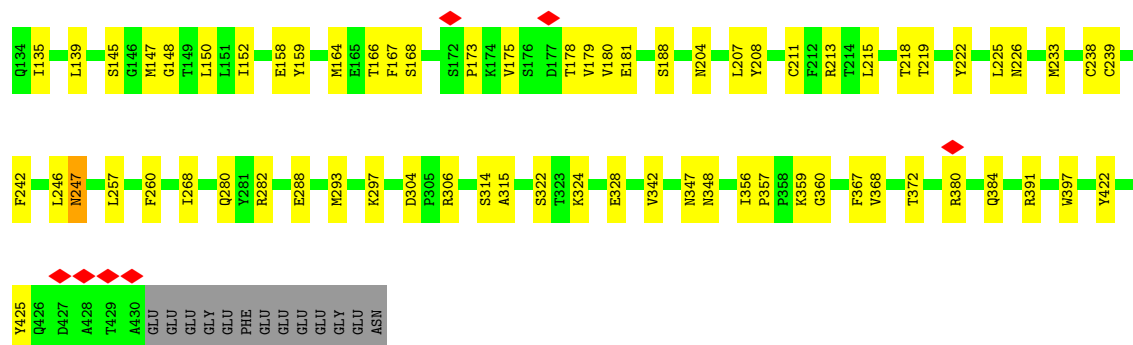 Q134 I135 L139 S145 G146 M147 G148 T149 L150 L151 I152 E158 Y159 M164 E165 T166 F167 S168 S172 P173 K174 V175 S176 D177 T178 V179 V180 E181 S188 N204 L207 Y208 C211 F212 R213 T214 L215 T218 T219 Y222 L225 N226 M233 C238 C239
F242 L246 N247 L257 F260 I268 Q280 Y281 R282 E288 M293 K297 D304 P305 R306 S314 A315 S322 T323 K324 E328 V342 N347 N348 I356 P357 P358 K359 G360 F367 V368 T372 R380 Q384 R391 W397 Y422
Y425 Q426 D427 A428 T429 A430 GLU GLU GLU GLY GLU PHE GLU GLU GLU GLU GLY GLU ASN